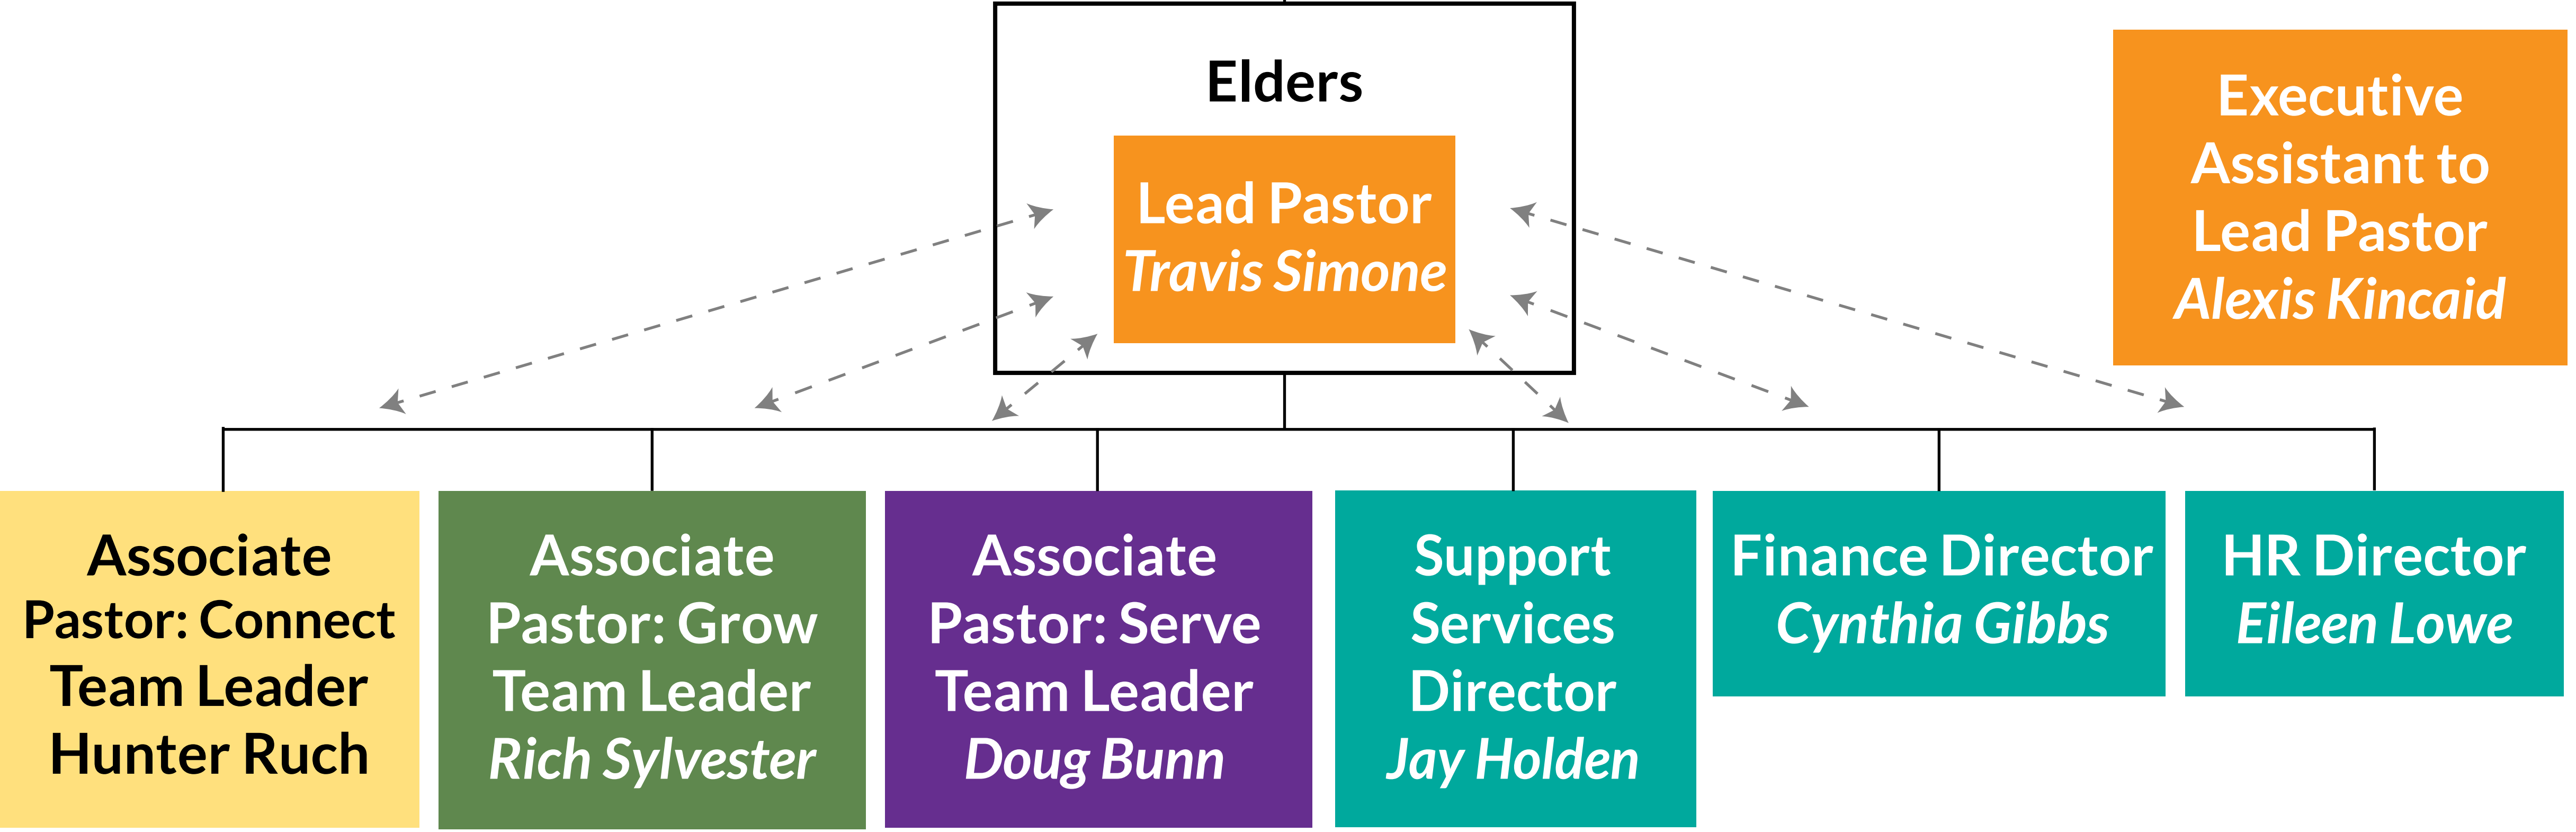 Elders
Lead Pastor
Travis Simone
Executive
Assistant to
Lead Pastor
Alexis Kincaid
Associate
Pastor: Connect
Team Leader
Hunter Ruch
Associate
Pastor: Grow
Team Leader
Rich Sylvester
Associate
Pastor: Serve
Team Leader
Doug Bunn
Support
Services
Director
Jay Holden
Finance Director
Cynthia Gibbs
HR Director
Eileen Lowe